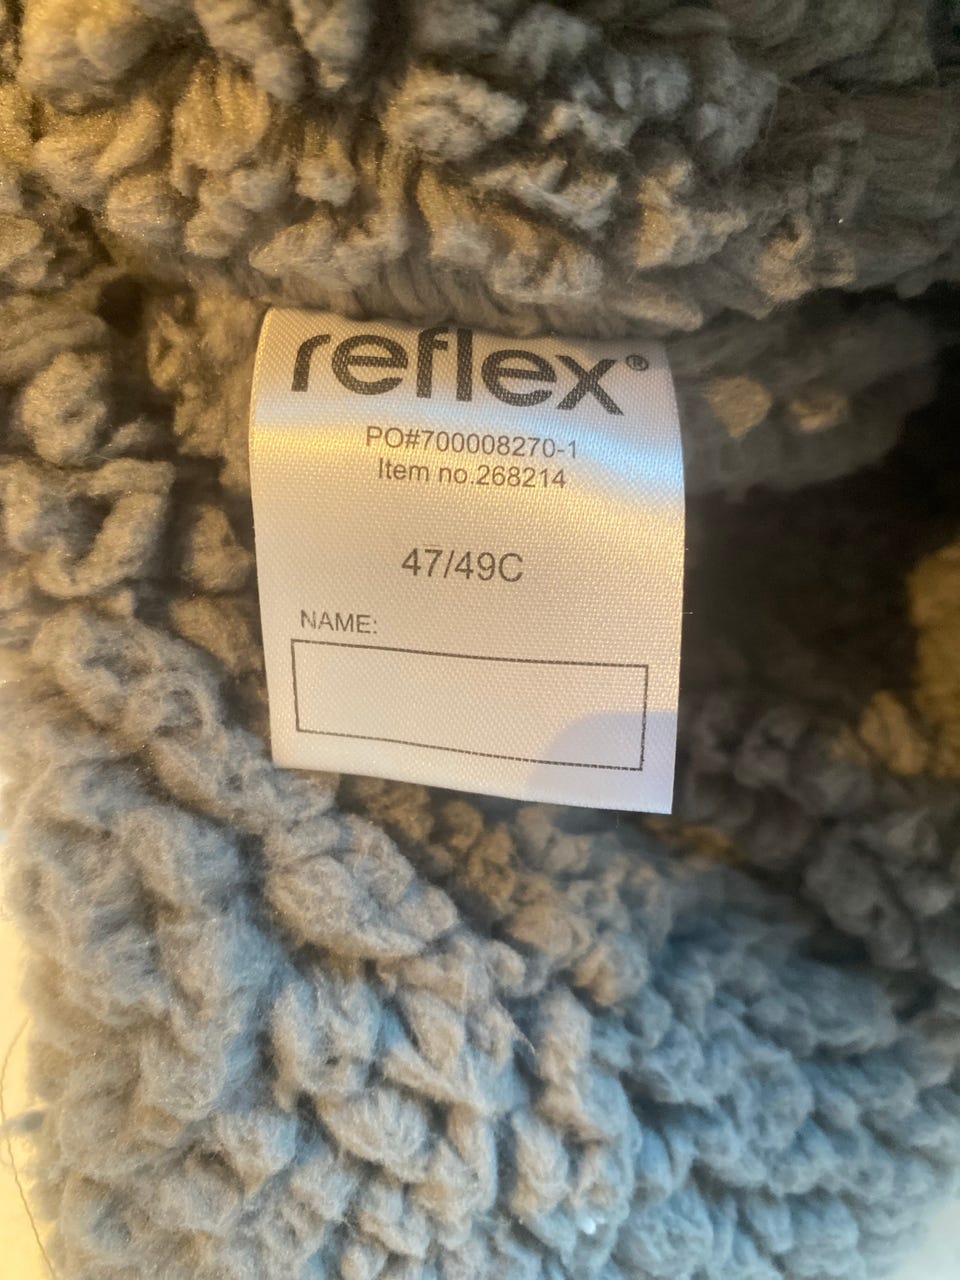 reflex®
PO#700008270-1
Item no.268214
47/49C
NAME: